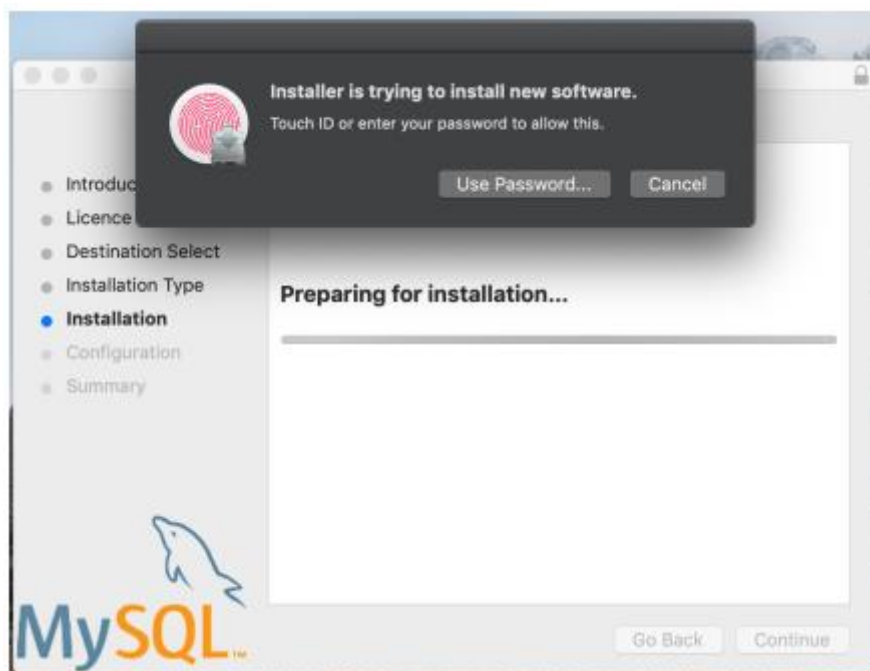 Installer is trying to install new software.
Touch ID or enter your password to allow this.
Use Password... Cancel
Introduc
Licence
Destination Select
Installation Type
Installation
Configuration
Summary
Preparing for installation...
MySQL™
Go Back Continue